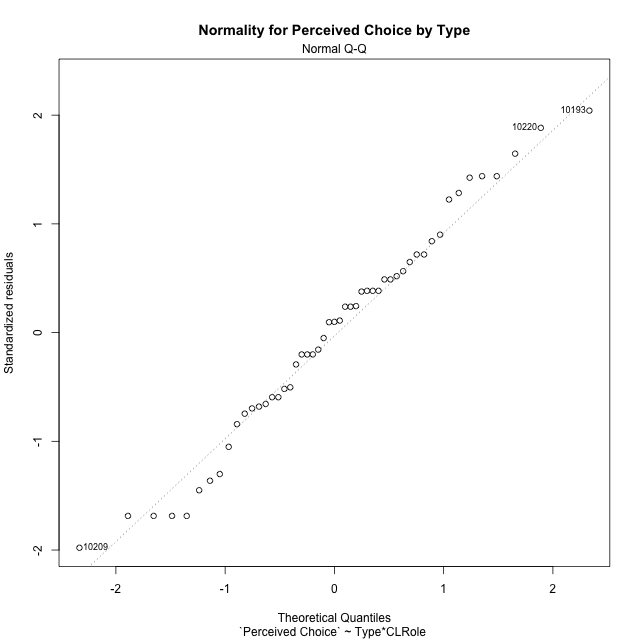 Normality for Perceived Choice by Type
Normal Q-Q
10193
10220
10209
2
1
0
-1
-2
Standardized residuals
-2 -1 0 1 2
Theoretical Quantiles
`Perceived Choice` ~ Type*CLRole